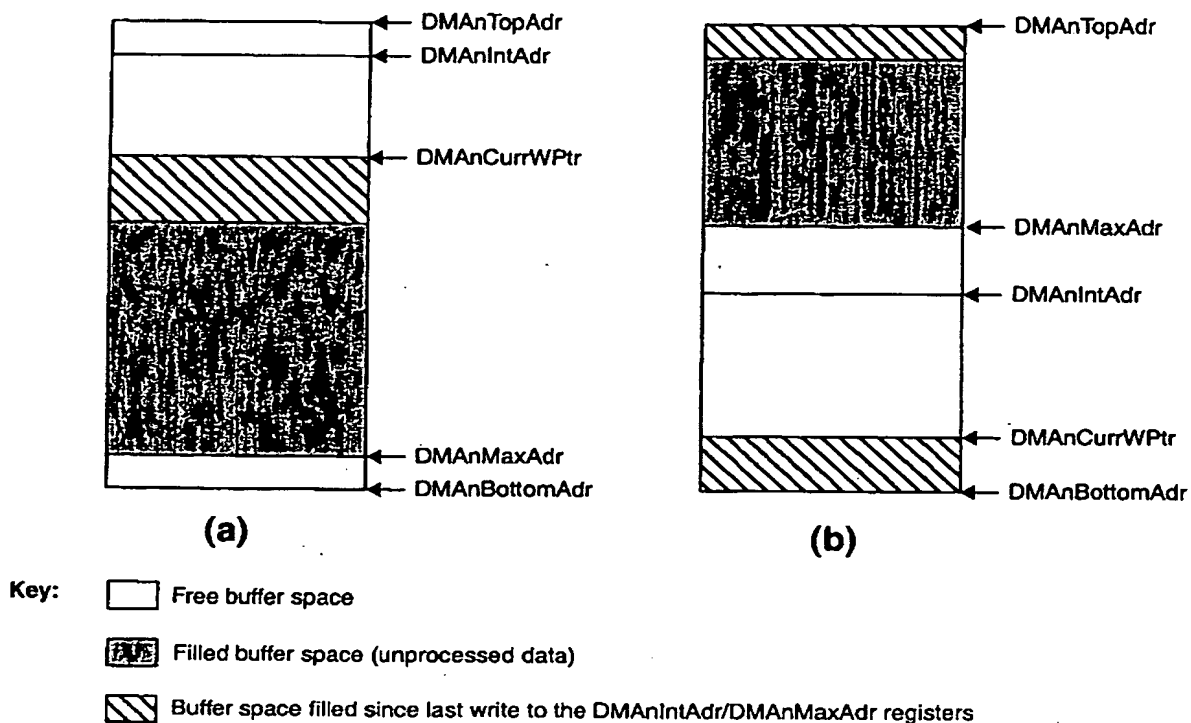 DMAnTopAdr
DMAnIntAdr
DMAnCurrWPtr
DMAnMaxAdr
DMAnBottomAdr
(a)
DMAnTopAdr
DMAnMaxAdr
DMAnIntAdr
DMAnCurrWPtr
DMAnBottomAdr
(b)
Key:
Free buffer space
Filled buffer space (unprocessed data)
Buffer space filled since last write to the DMAnIntAdr/DMAnMaxAdr registers